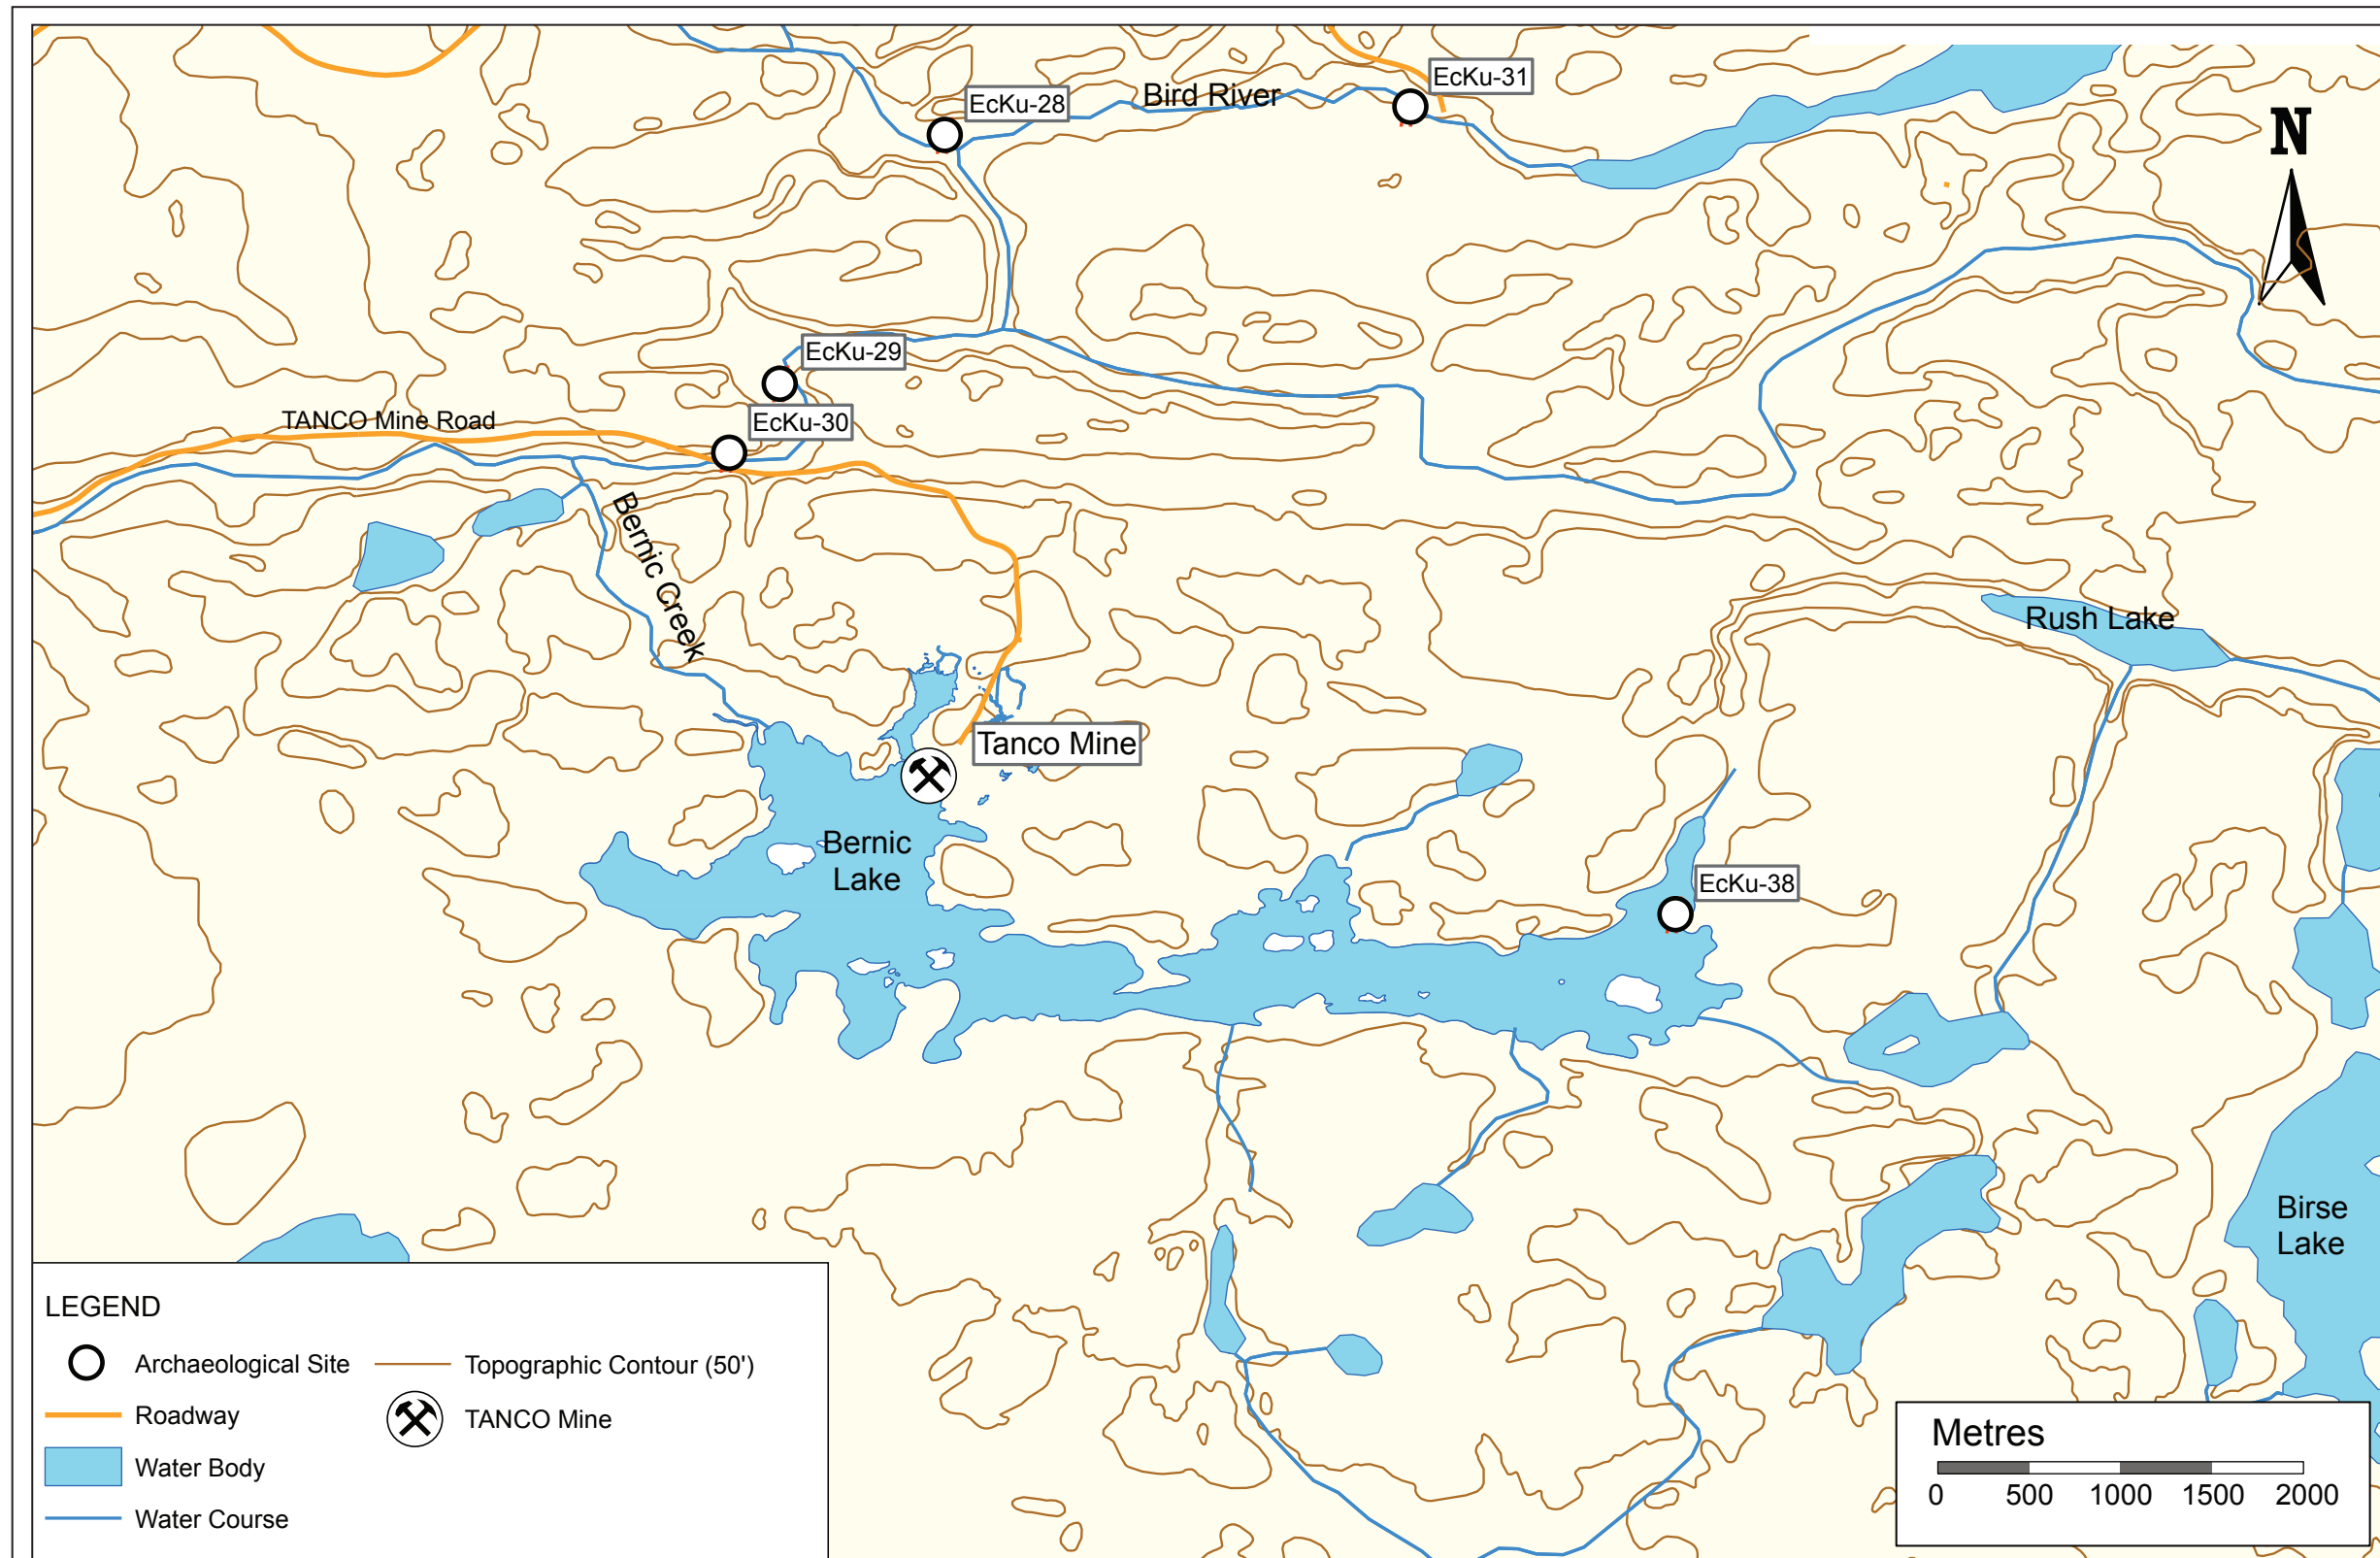 EcKu-31
Bird River
EcKu-28
N
EcKu-29
TANCO Mine Road
EcKu-30
Bernic Creek
Rush Lake
Tanco Mine
Bernic
Lake
EcKu-38
Birse
Lake
LEGEND
Archaeological Site
Topographic Contour (50')
Roadway
TANCO Mine
Water Body
Water Course
Metres
0 500 1000 1500 2000